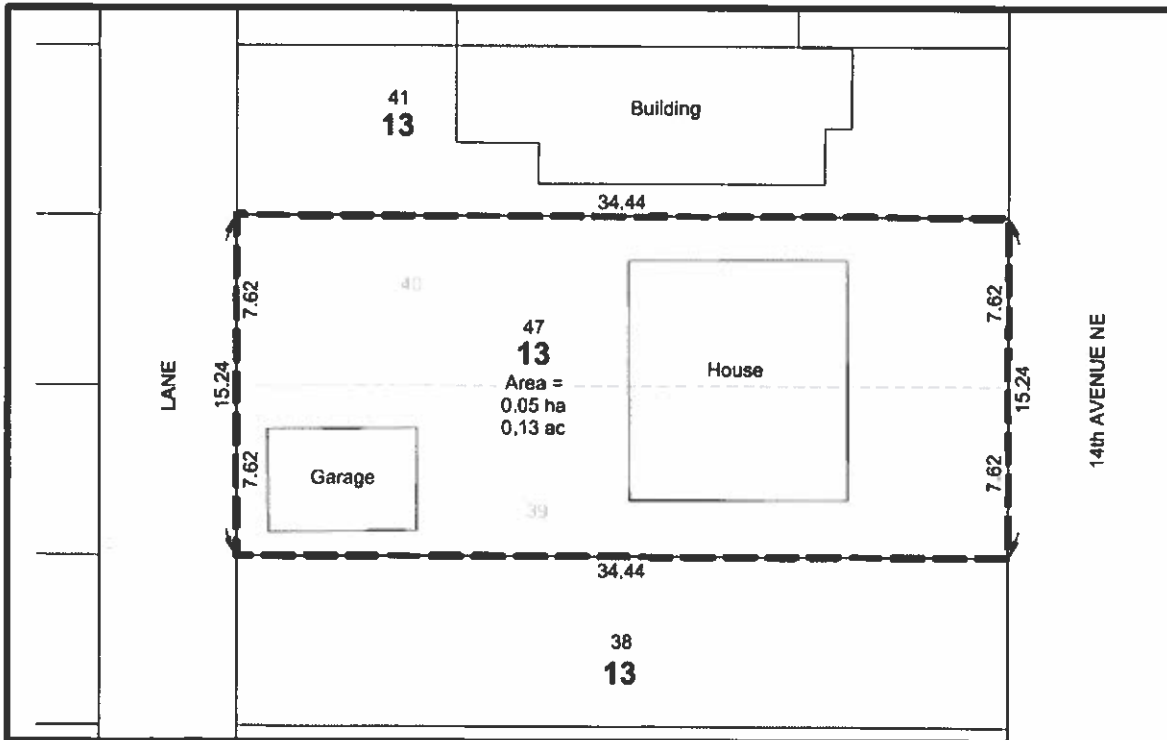 41
13
Building
34.44
7.62
40
7.62
47
13
Area =
0.05 ha
0.13 ac
House
LANE
15.24
15.24
14th AVENUE NE
7.62
Garage
7.62
39
34.44
38
13